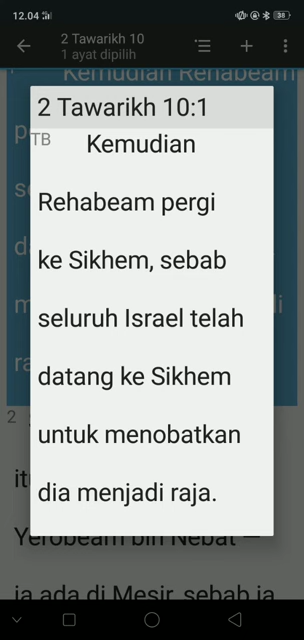 12.04
38
2 Tawarikh 10
1 ayat dipilih
Kemudian Rehabeam
2 Tawarikh 10:1
TB Kemudian
Rehabeam pergi
ke Sikhem, sebab
seluruh Israel telah
datang ke Sikhem
untuk menobatkan
dia menjadi raja.
2
Yerobeam bin Nebat —
ia ada di Mesir, sebab ia